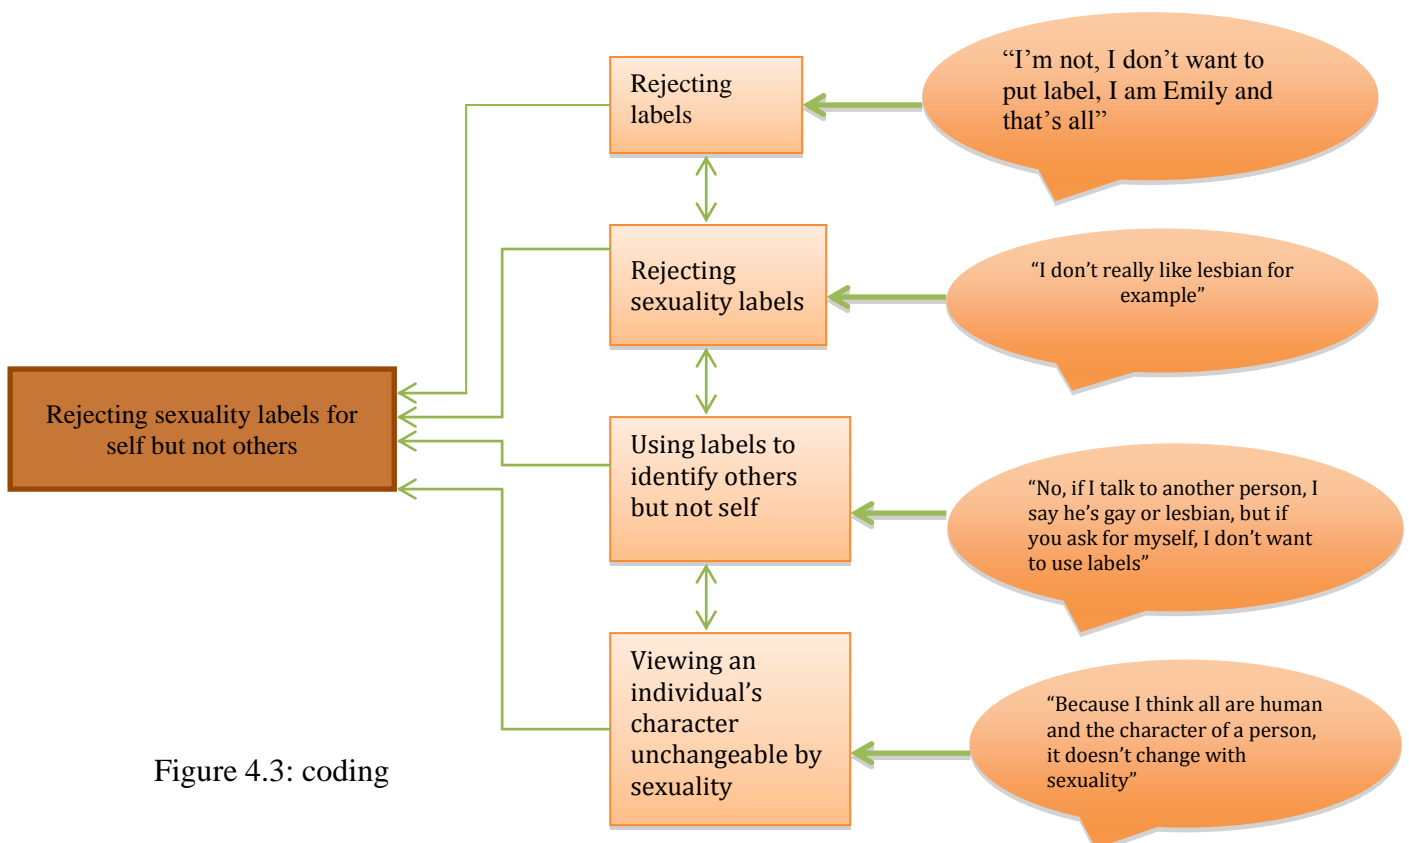 Rejecting
labels
“I’m not, I don’t want to
put label, I am Emily and
that’s all”
Rejecting
sexuality labels
“I don’t really like lesbian for
example”
Rejecting sexuality labels for
self but not others
Using labels to
identify others
but not self
“No, if I talk to another person, I
say he’s gay or lesbian, but if
you ask for myself, I don’t want
to use labels”
Viewing an
individual’s
character
unchangeable by
sexuality
“Because I think all are human
and the character of a person,
it doesn’t change with
sexuality”
Figure 4.3: coding